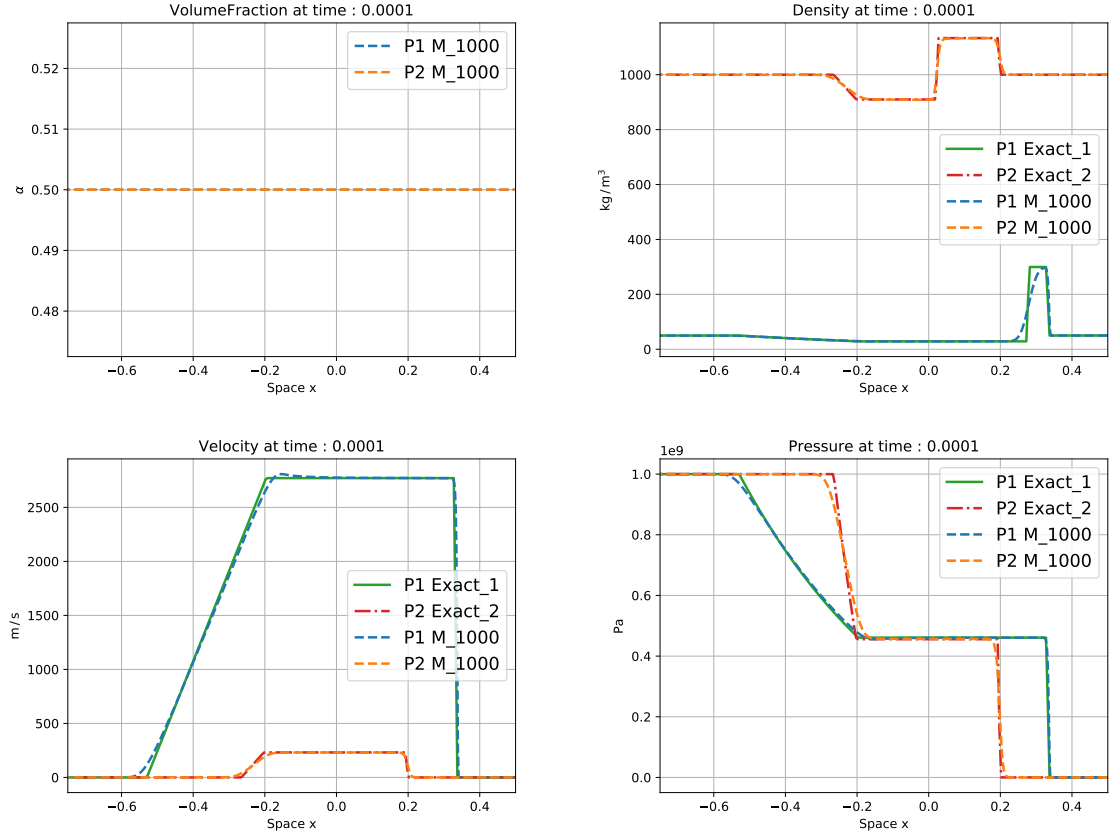 VolumeFraction at time : 0.0001
P1 M_1000
P2 M_1000
0.52
0.51
0.50
0.49
0.48
α
−0.6 −0.4 −0.2 0.0 0.2 0.4
Space x
Density at time : 0.0001
P1 Exact_1
P2 Exact_2
P1 M_1000
P2 M_1000
1000
800
600
400
200
0
kg / m³
−0.6 −0.4 −0.2 0.0 0.2 0.4
Space x
Velocity at time : 0.0001
P1 Exact_1
P2 Exact_2
P1 M_1000
P2 M_1000
2500
2000
1500
1000
500
0
m / s
−0.6 −0.4 −0.2 0.0 0.2 0.4
Space x
Pressure at time : 0.0001
1e9
P1 Exact_1
P2 Exact_2
P1 M_1000
P2 M_1000
1.0
0.8
0.6
0.4
0.2
0.0
Pa
−0.6 −0.4 −0.2 0.0 0.2 0.4
Space x